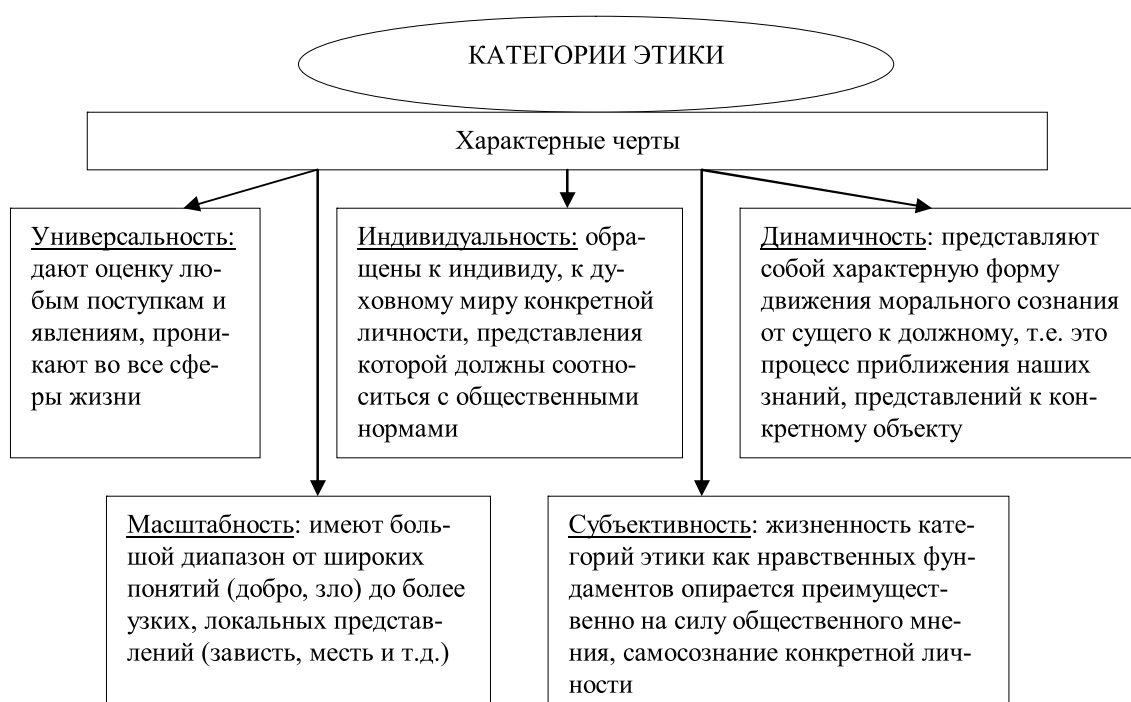 КАТЕГОРИИ ЭТИКИ
Характерные черты
Универсальность:
дают оценку лю-
бым поступкам и
явлениям, прони-
кают во все сфе-
ры жизни
Индивидуальность: обра-
щены к индивиду, к ду-
ховному миру конкретной
личности, представления
которой должны соотно-
ситься с общественными
нормами
Динамичность: представляют
собой характерную форму
движения морального сознания
от сущего к должному, т.е. это
процесс приближения наших
знаний, представлений к кон-
кретному объекту
Масштабность: имеют боль-
шой диапазон от широких
понятий (добро, зло) до более
узких, локальных представ-
лений (зависть, месть и т.д.)
Субъективность: жизненность кате-
горий этики как нравственных фун-
даментов опирается преимущест-
венно на силу общественного мне-
ния, самосознание конкретной лич-
ности